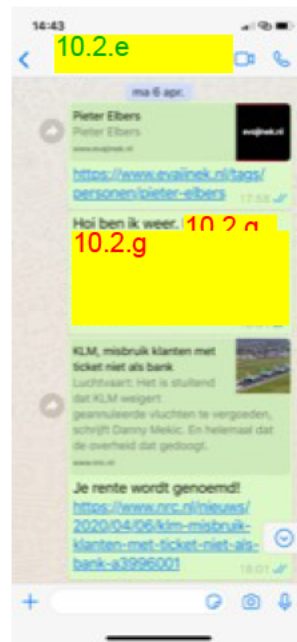 14:43
10.2.e
ma 6 apr.
Pieter Elbers
Pieter Elbers
www.evajinek.nl
evajinek.nl
https://www.evajinek.nl/tags/
personen/pieter-elbers
17:58
Hoi ben ik weer. 10.2.g
10.2.g
KLM, misbruik klanten met
ticket niet als bank
Luchtvaart: Het is stuitend
dat KLM weigert
geannuleerde vluchten te vergoeden,
schrijft Danny Mekic. En helemaal dat
de overheid dat gedoogt.
www.nrc.nl
Je rente wordt genoemd!
https://www.nrc.nl/nieuws/
2020/04/06/klm-misbruik-
klanten-met-ticket-niet-als-
bank-a3996001
18:01